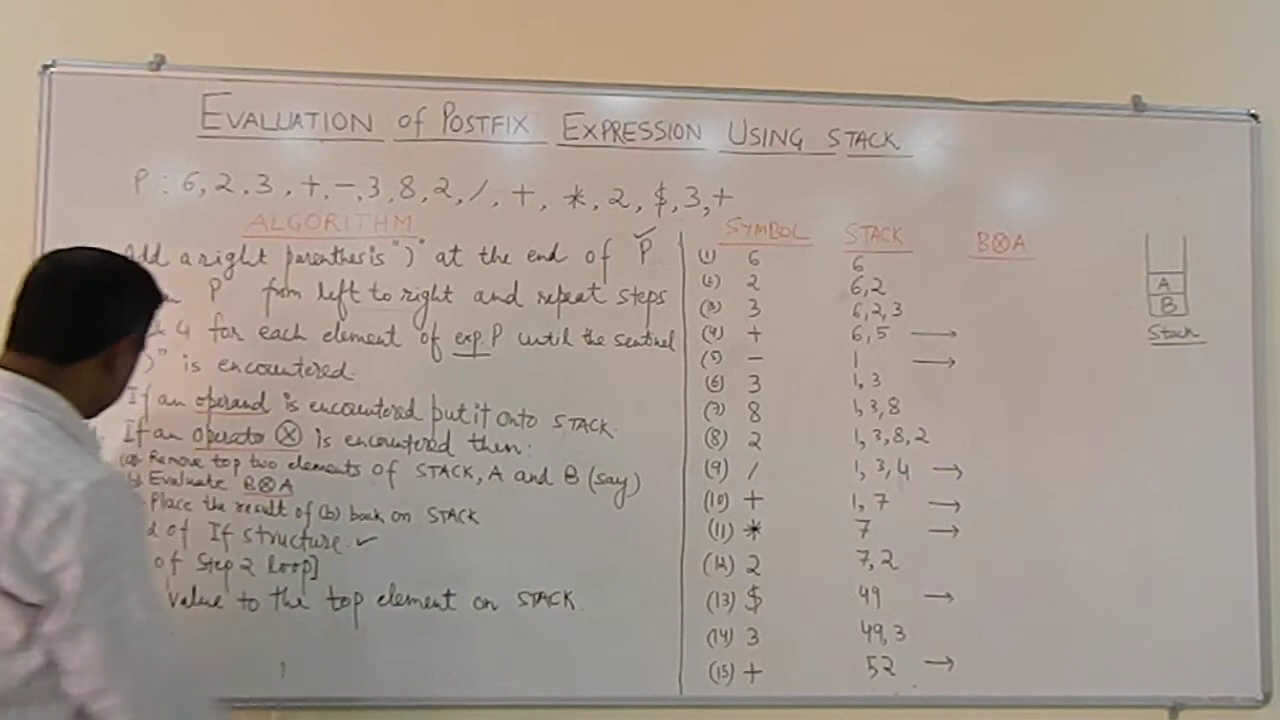 EVALUATION of POSTFIX EXPRESSION USING STACK
P : 6, 2, 3, +, -, 3, 8, 2, /, +, *, 2, $, 3, +
ALGORITHM
Add a right parenthesis ")" at the end of P ✓
P from left to right and repeat steps
4 for each element of exp. P until the sentinel
)" is encountered.
If an operand is encountered put it onto STACK.
If an operato ⊗ is encountered then:
(a) Remove top two elements of STACK, A and B (say)
b) Evaluate B⊗A
Place the result of (b) back on STACK
d of If structure. ✓
of Step 2 loop]
value to the top element on STACK.
SYMBOL STACK B⊗A
(1) 6 6
(2) 2 6,2
(3) 3 6,2,3
(4) + 6,5 →
(5) - 1 →
(6) 3 1,3
(7) 8 1,3,8
(8) 2 1,3,8,2
(9) / 1,3,4 →
(10) + 1,7 →
(11) * 7 →
(12) 2 7,2
(13) $ 49 →
(14) 3 49,3
(15) + 52 →
A
B
Stack